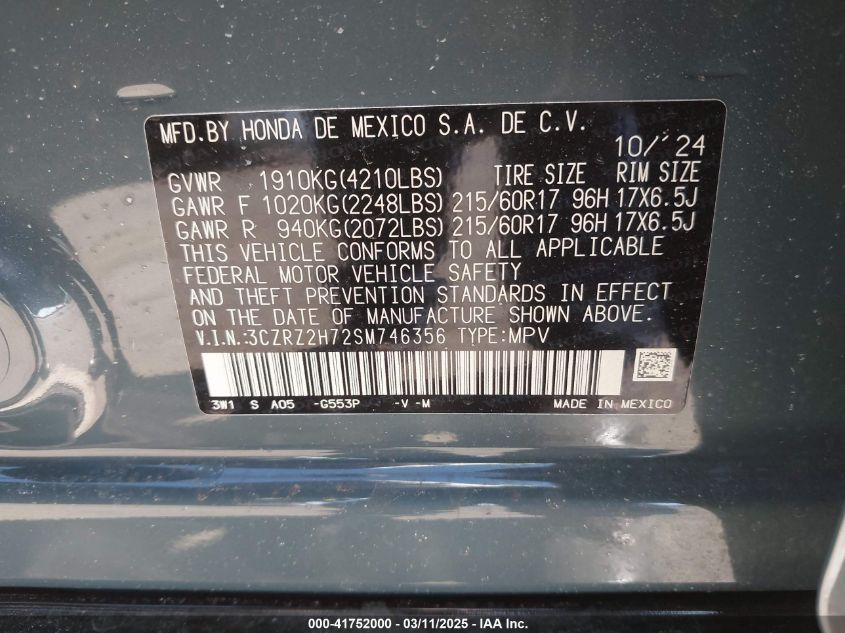 MFD.BY HONDA DE MEXICO S.A. DE C.V.
10/'24
GVWR 1910KG(4210LBS) TIRE SIZE RIM SIZE
GAWR F 1020KG(2248LBS) 215/60R17 96H 17X6.5J
GAWR R 940KG(2072LBS) 215/60R17 96H 17X6.5J
THIS VEHICLE CONFORMS TO ALL APPLICABLE
FEDERAL MOTOR VEHICLE SAFETY
AND THEFT PREVENTION STANDARDS IN EFFECT
ON THE DATE OF MANUFACTURE SHOWN ABOVE.
V.I.N.:3CZRZ2H72SM746356 TYPE:MPV
3W1 S A05 -G553P -V -M MADE IN MEXICO
000-41752000 - 03/11/2025 - IAA Inc.